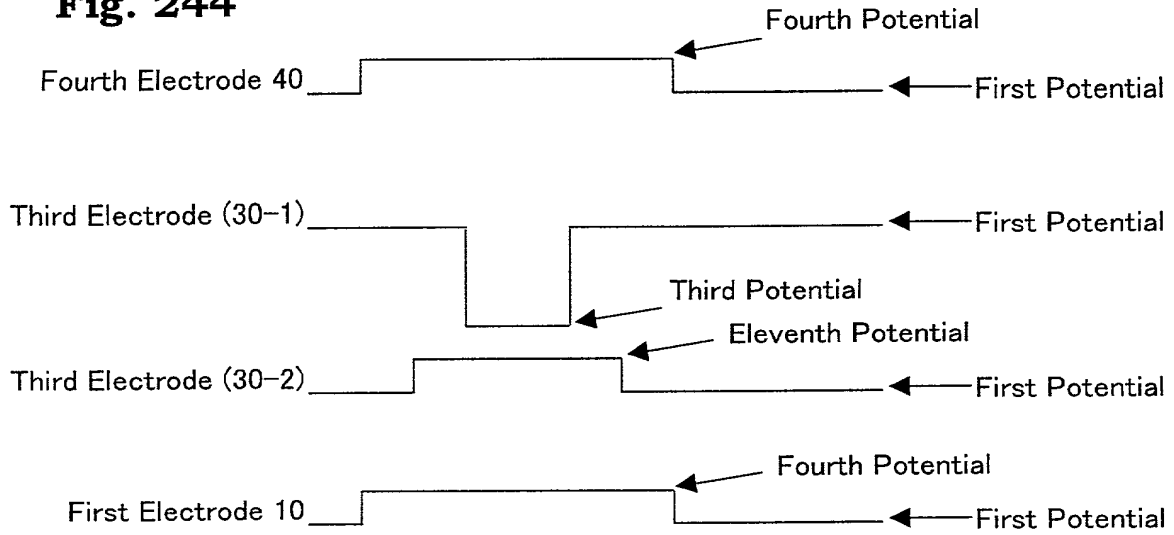 Fig. 244
Fourth Potential
Fourth Electrode 40
First Potential
Third Electrode (30-1)
First Potential
Third Potential
Eleventh Potential
Third Electrode (30-2)
First Potential
Fourth Potential
First Electrode 10
First Potential